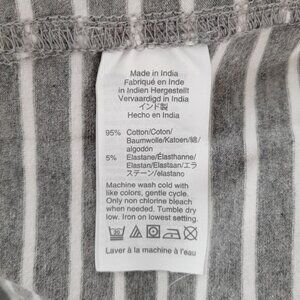 Made in India
Fabriqué en Inde
In Indien Hergestellt
Vervaardigd in India
インド製
Hecho en India
95% Cotton/Coton/
Baumwolle/Katoen/綿/
algodón
5% Elastane/Élasthanne/
Elastan/Elastaan/エラ
ステーン/elastano
Machine wash cold with
like colors, gentle cycle.
Only non chlorine bleach
when needed. Tumble dry
low. Iron on lowest setting.
Laver à la machine à l'eau